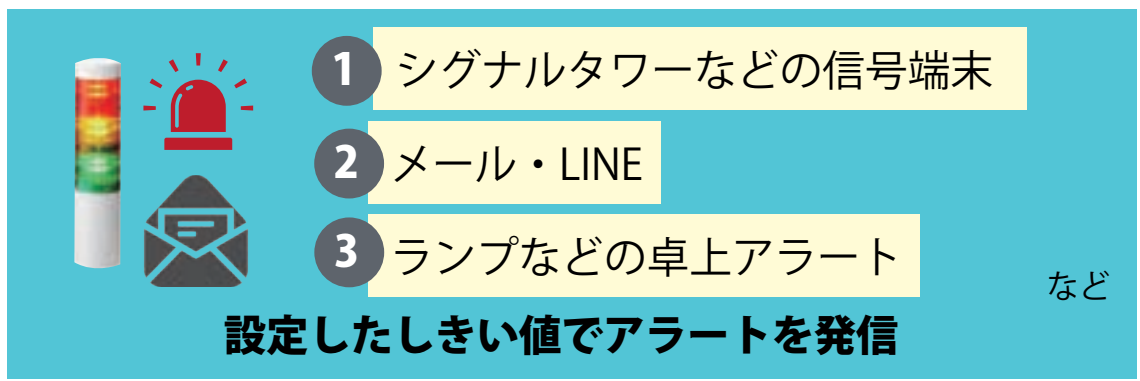 1 シグナルタワーなどの信号端末
2 メール・LINE
3 ランプなどの卓上アラート
など
設定したしきい値でアラートを発信